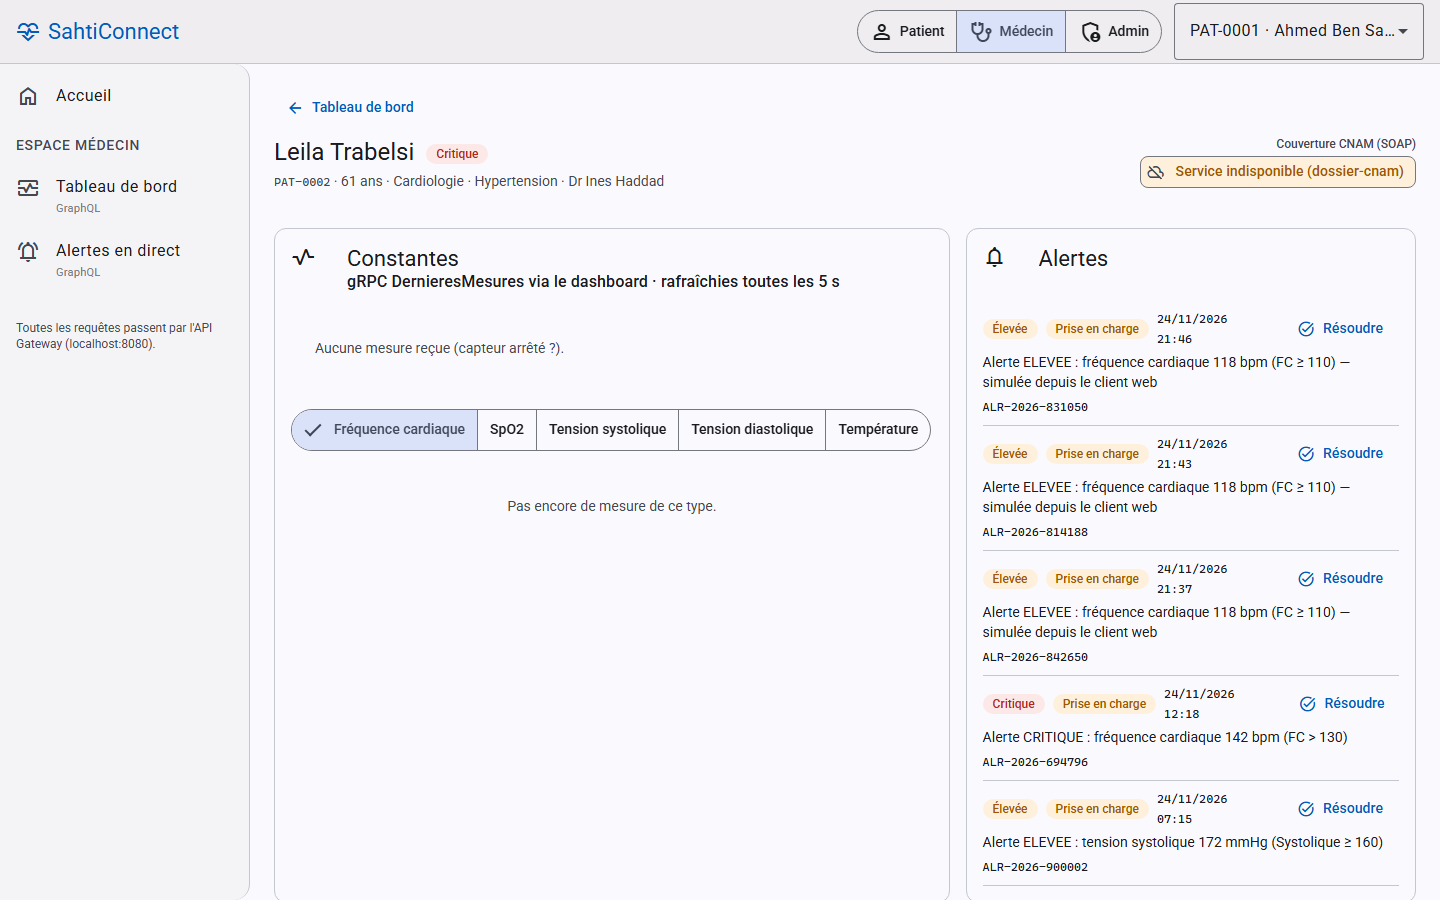 SahtiConnect
Patient
Médecin
Admin
PAT-0001 · Ahmed Ben Sa...
Accueil
ESPACE MÉDECIN
Tableau de bord
GraphQL
Alertes en direct
GraphQL
Toutes les requêtes passent par l'API
Gateway (localhost:8080).
Tableau de bord
Leila Trabelsi
Critique
PAT-0002 · 61 ans · Cardiologie · Hypertension · Dr Ines Haddad
Couverture CNAM (SOAP)
Service indisponible (dossier-cnam)
Constantes
gRPC DernieresMesures via le dashboard · rafraîchies toutes les 5 s
Aucune mesure reçue (capteur arrêté ?).
Fréquence cardiaque
SpO2
Tension systolique
Tension diastolique
Température
Pas encore de mesure de ce type.
Alertes
Élevée
Prise en charge
24/11/2026
21:46
Résoudre
Alerte ELEVEE : fréquence cardiaque 118 bpm (FC ≥ 110) —
simulée depuis le client web
ALR-2026-831050
Élevée
Prise en charge
24/11/2026
21:43
Résoudre
Alerte ELEVEE : fréquence cardiaque 118 bpm (FC ≥ 110) —
simulée depuis le client web
ALR-2026-814188
Élevée
Prise en charge
24/11/2026
21:37
Résoudre
Alerte ELEVEE : fréquence cardiaque 118 bpm (FC ≥ 110) —
simulée depuis le client web
ALR-2026-842650
Critique
Prise en charge
24/11/2026
12:18
Résoudre
Alerte CRITIQUE : fréquence cardiaque 142 bpm (FC > 130)
ALR-2026-694796
Élevée
Prise en charge
24/11/2026
07:15
Résoudre
Alerte ELEVEE : tension systolique 172 mmHg (Systolique ≥ 160)
ALR-2026-900002